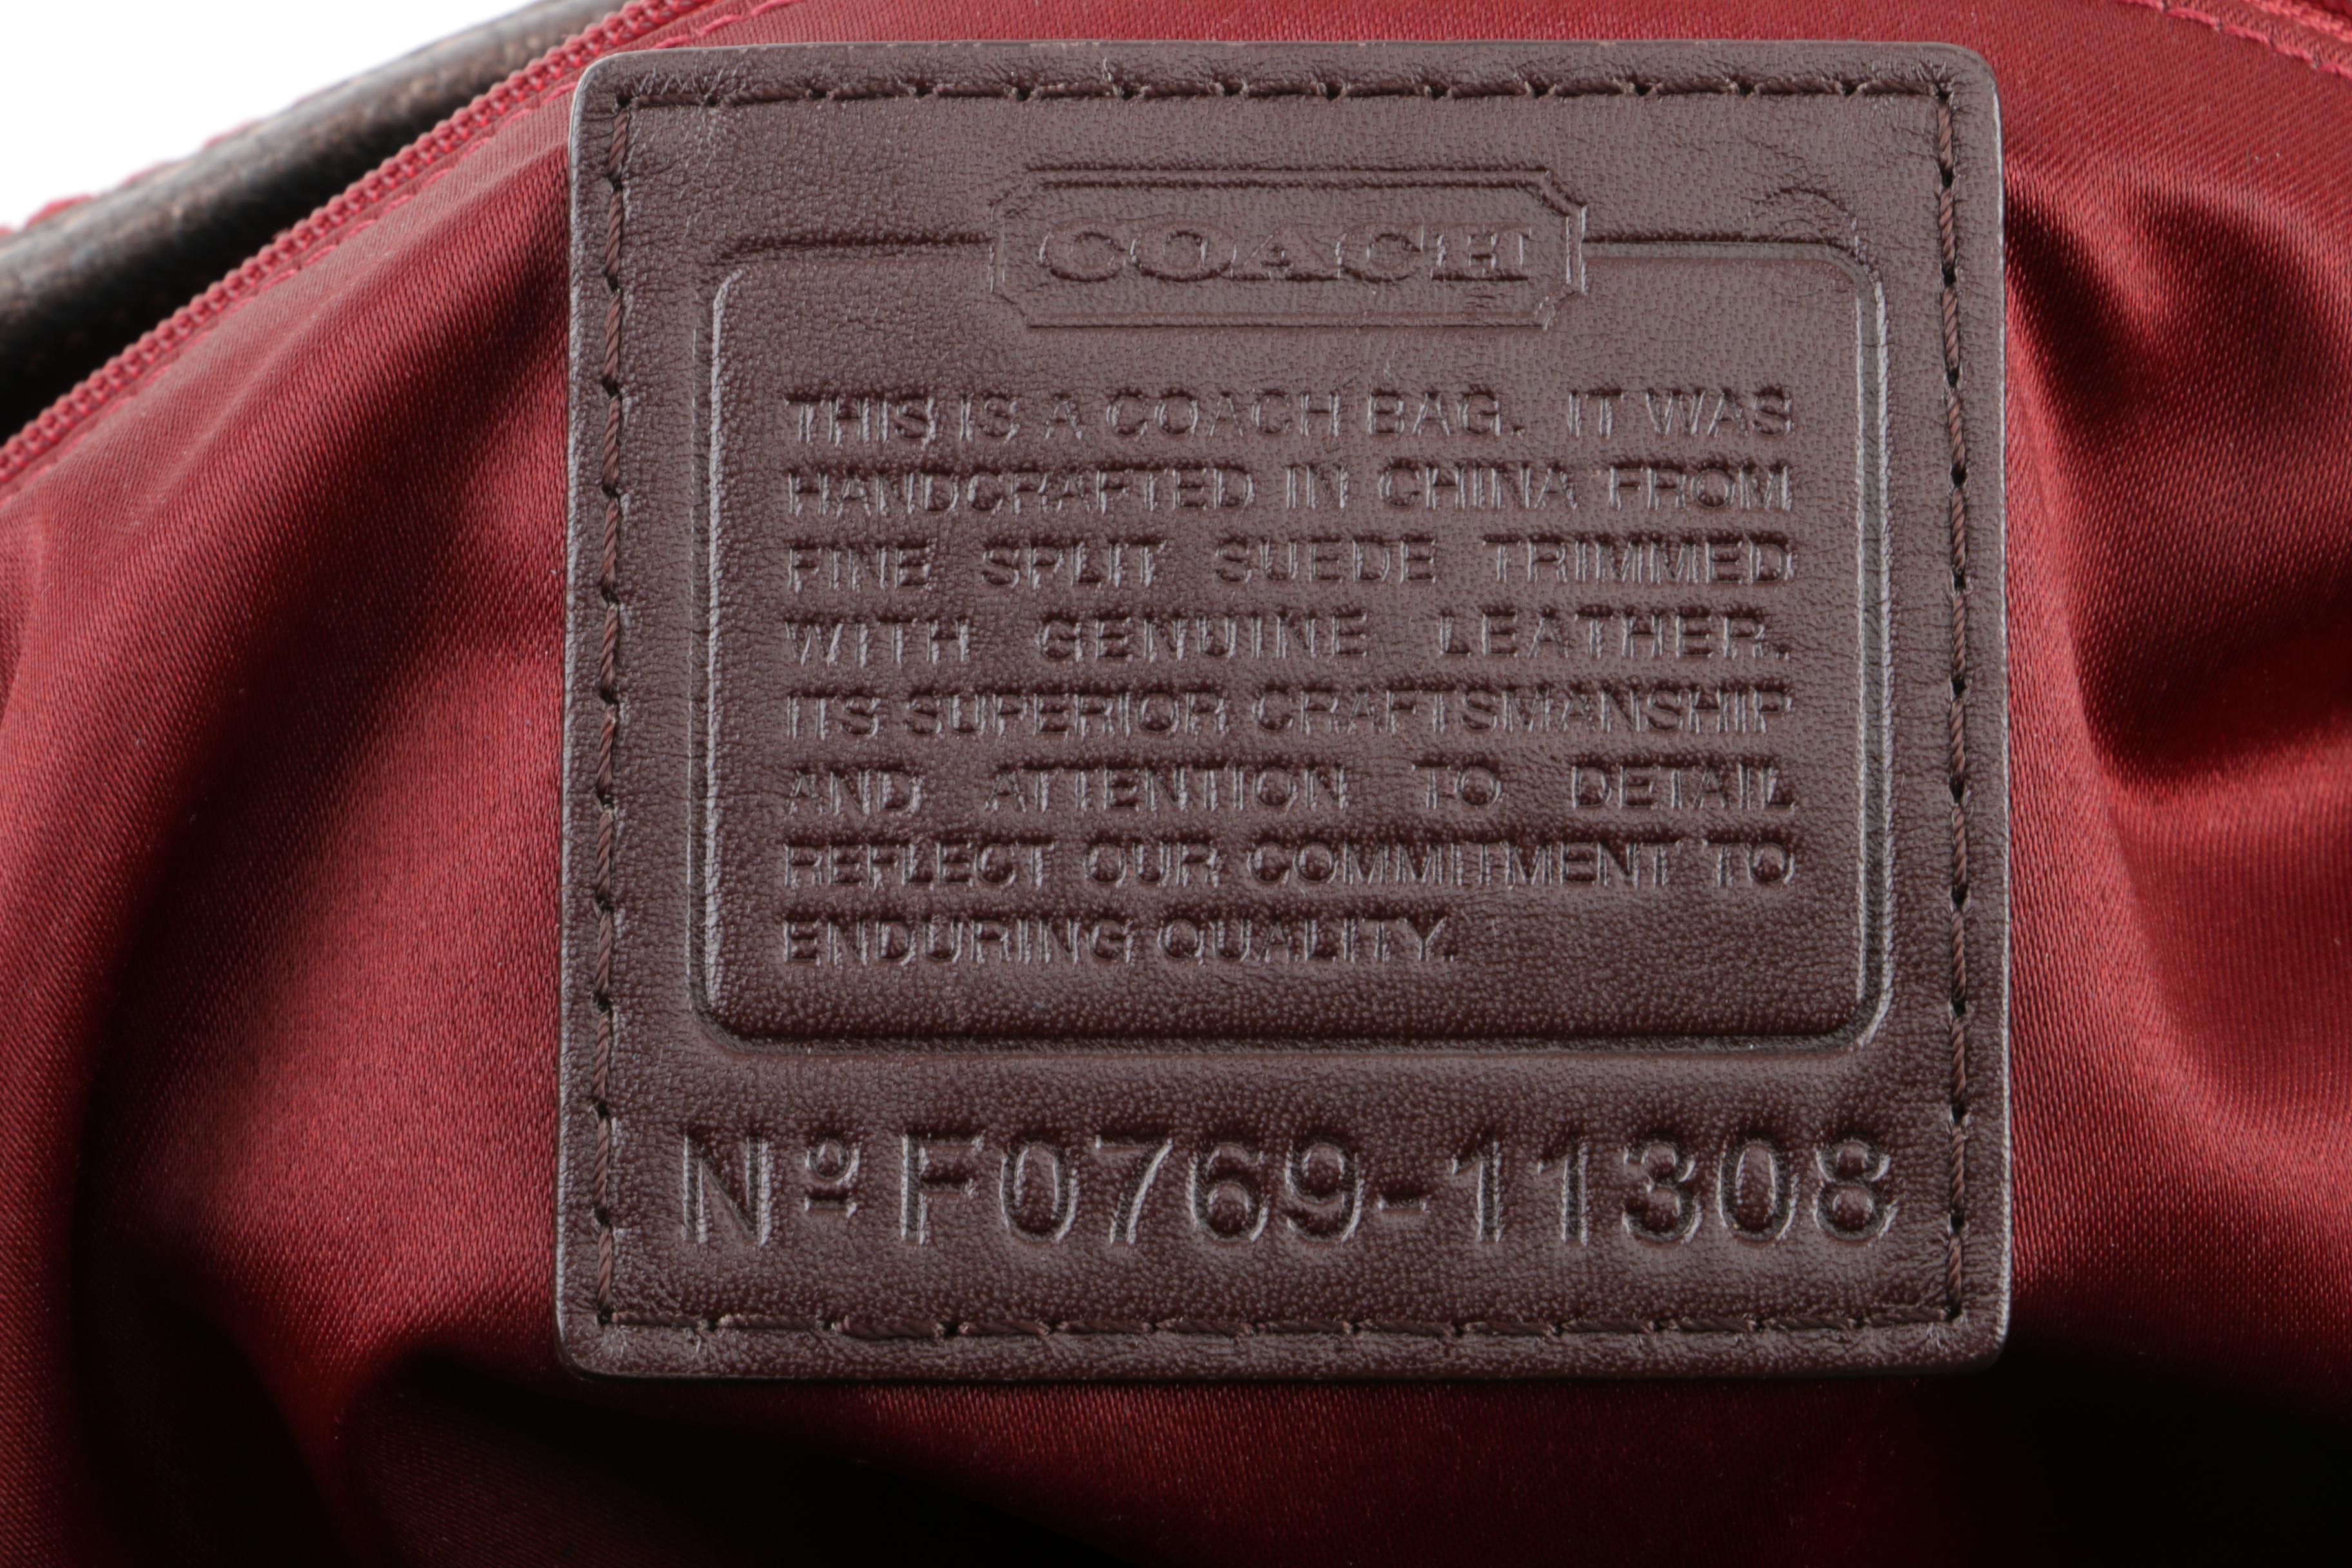 COACH
THIS IS A COACH BAG. IT WAS
HANDCRAFTED IN CHINA FROM
FINE SPLIT SUEDE TRIMMED
WITH GENUINE LEATHER.
ITS SUPERIOR CRAFTSMANSHIP
AND ATTENTION TO DETAIL
REFLECT OUR COMMITMENT TO
ENDURING QUALITY.
Nº F0769-11308